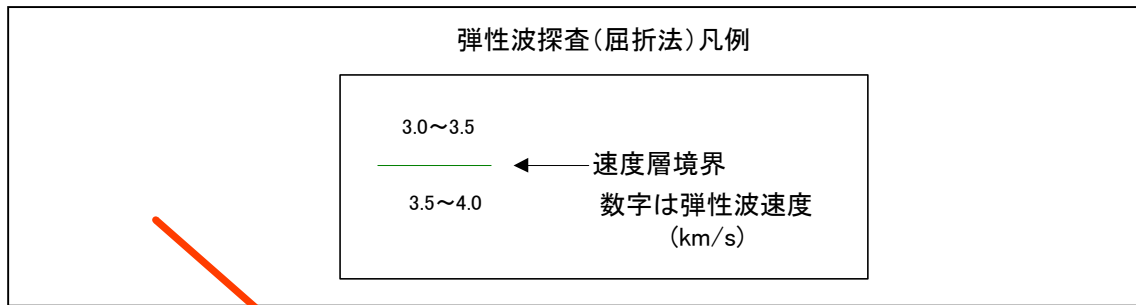 弾性波探査(屈折法)凡例
3.0～3.5
速度層境界
3.5～4.0
数字は弾性波速度
(km/s)